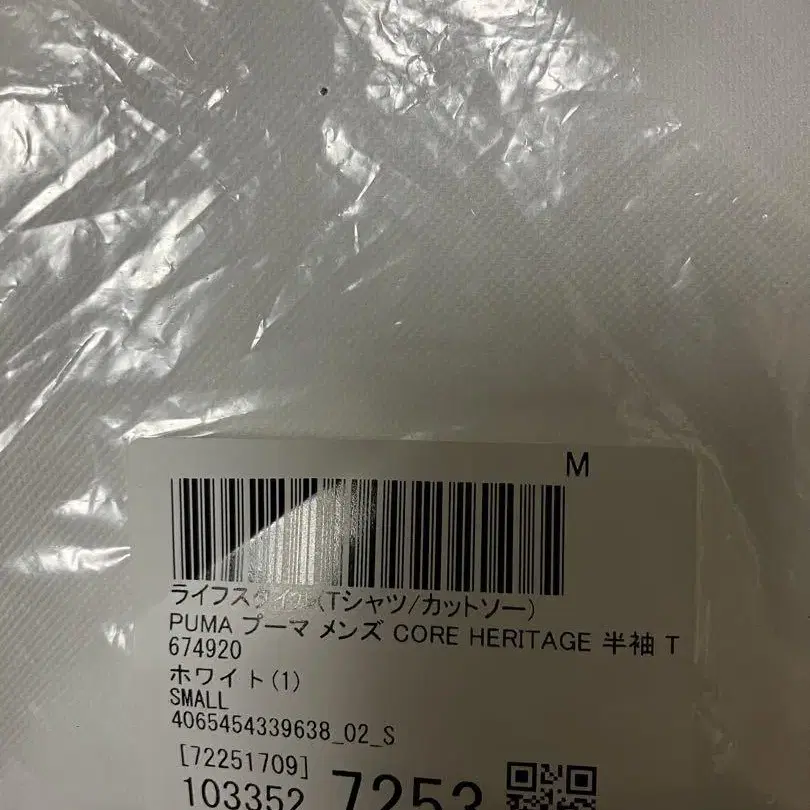 M
ライフスタイル(Tシャツ/カットソー)
PUMA プーマ メンズ CORE HERITAGE 半袖 T
674920
ホワイト(1)
SMALL
4065454339638_02_S
[72251709]
103352 7253